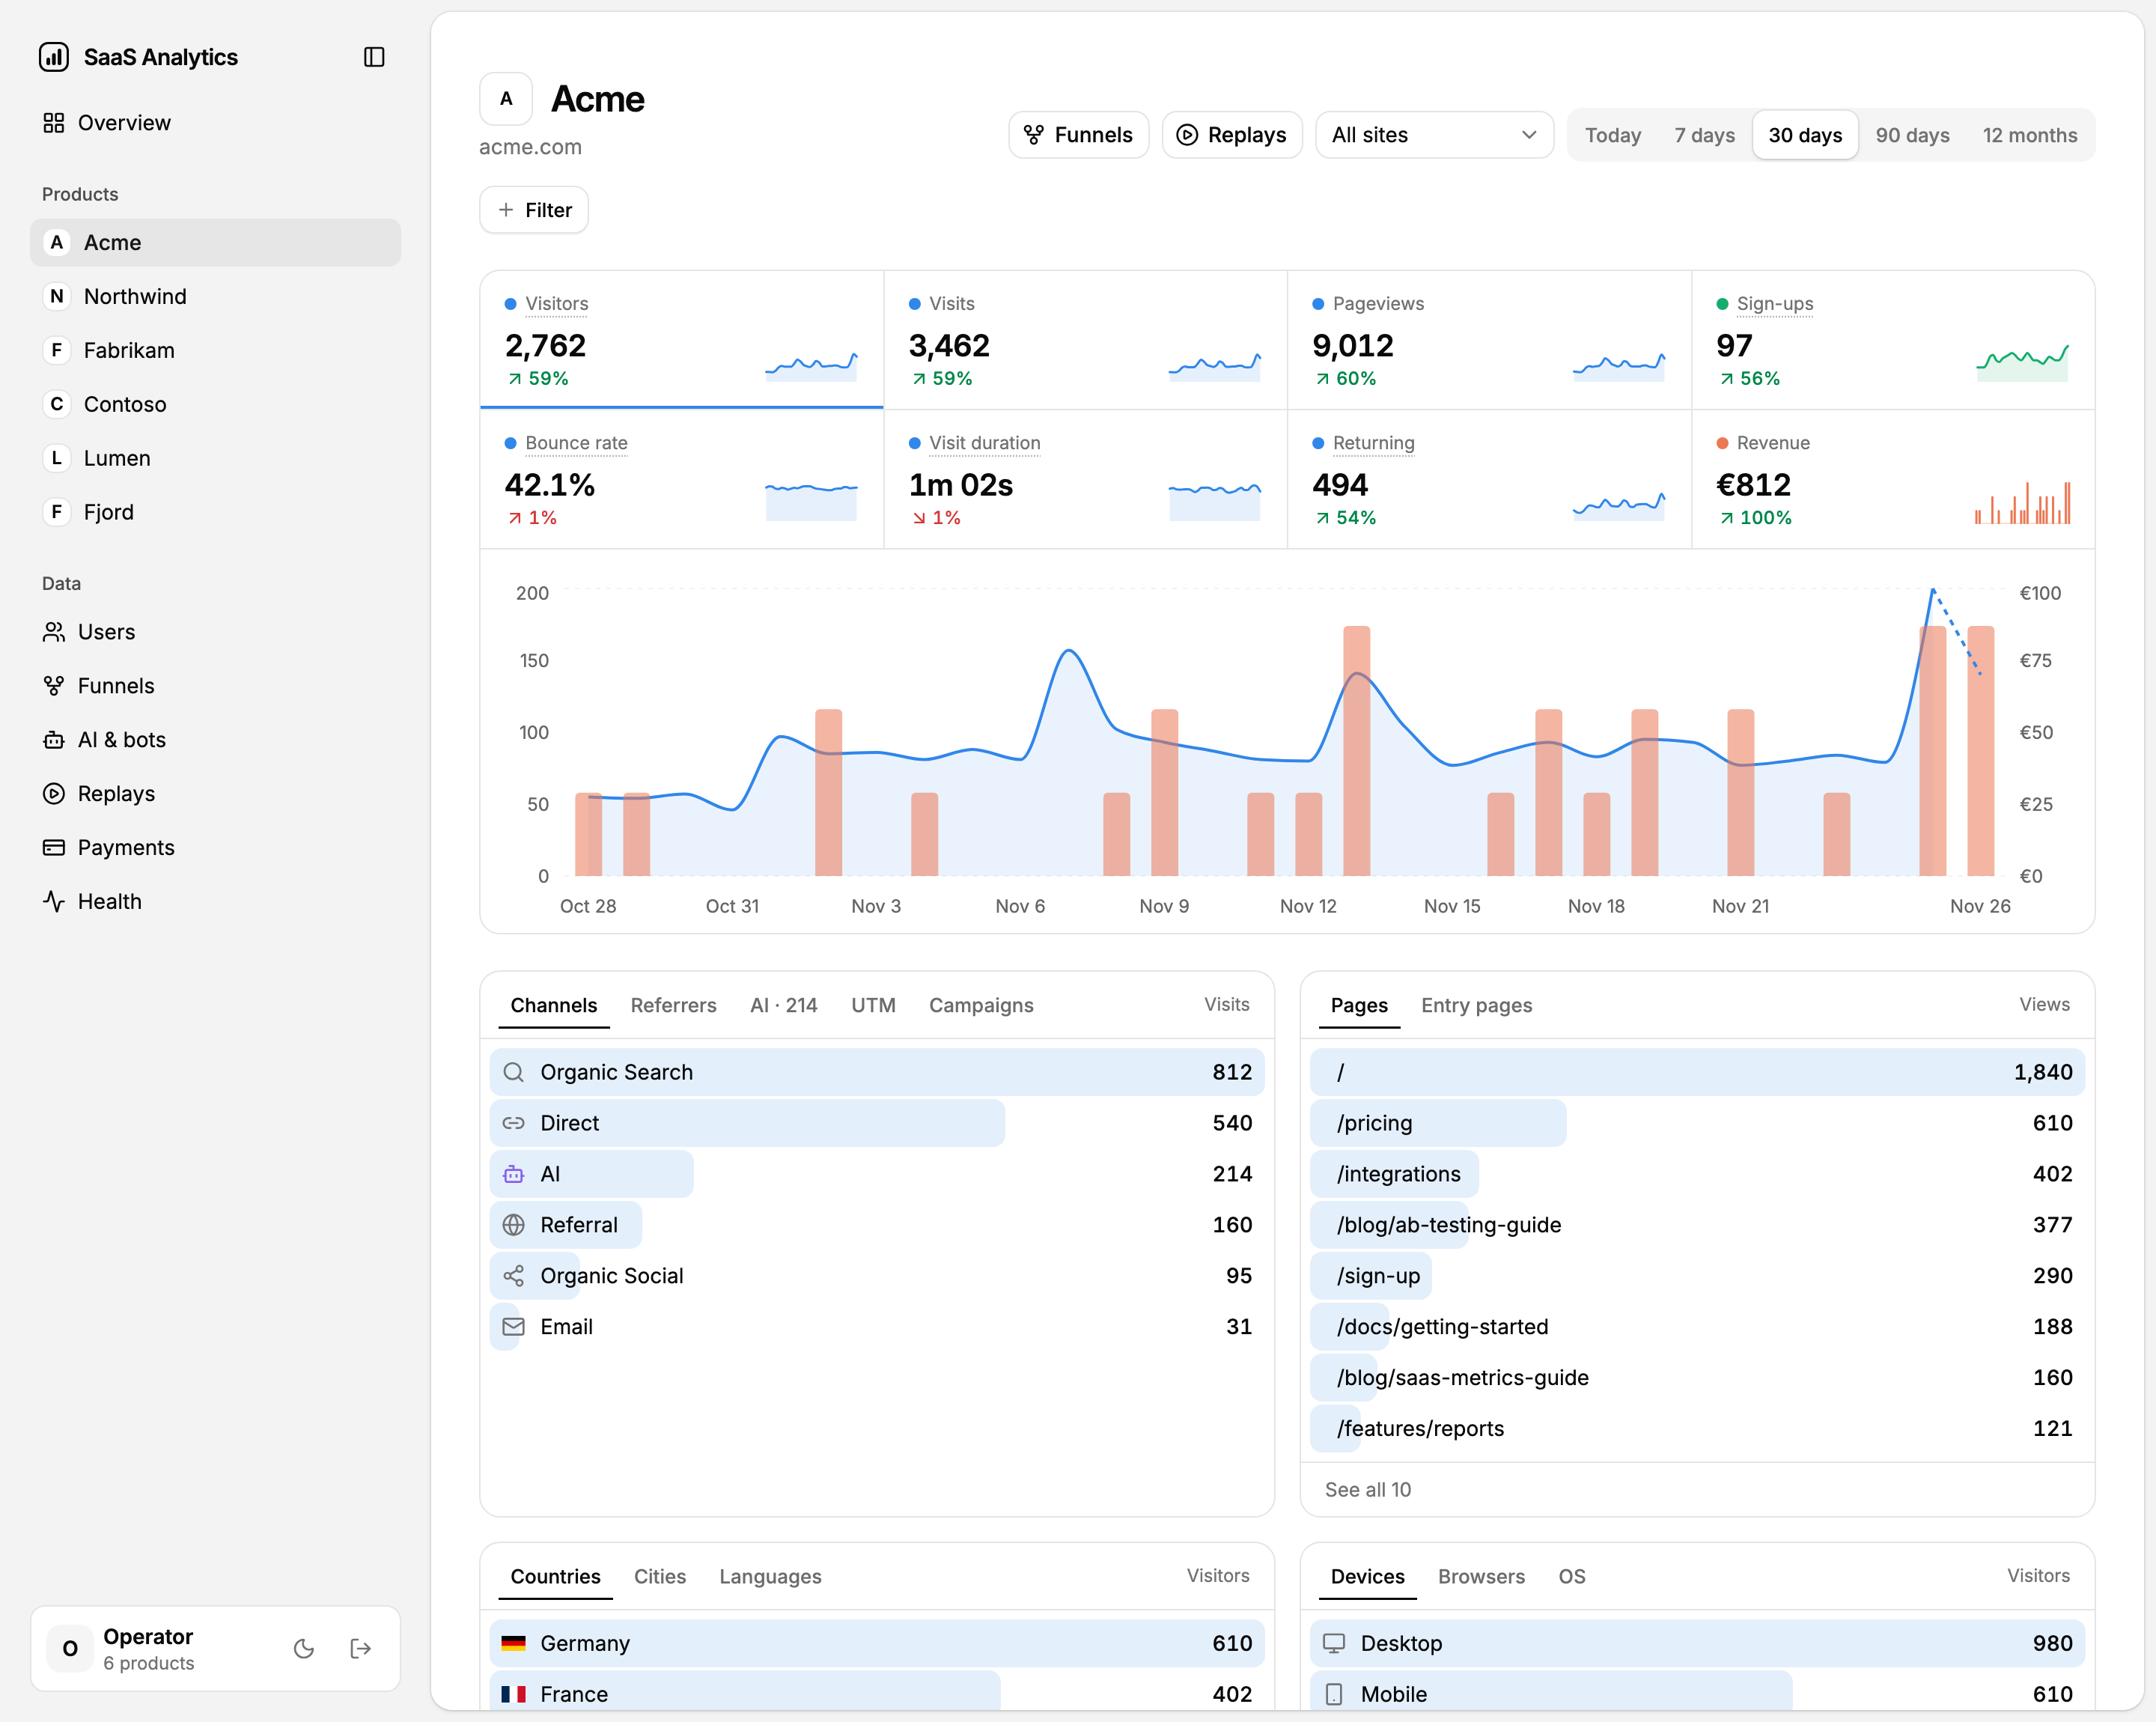 SaaS Analytics
Overview
Products
A Acme
N Northwind
F Fabrikam
C Contoso
L Lumen
F Fjord
Data
Users
Funnels
AI & bots
Replays
Payments
Health
O Operator
6 products
A Acme
acme.com
Funnels Replays All sites Today 7 days 30 days 90 days 12 months
Filter
Visitors
2,762
59%
Visits
3,462
59%
Pageviews
9,012
60%
Sign-ups
97
56%
Bounce rate
42.1%
1%
Visit duration
1m 02s
1%
Returning
494
54%
Revenue
€812
100%
200 €100
150 €75
100 €50
50 €25
0 €0
Oct 28 Oct 31 Nov 3 Nov 6 Nov 9 Nov 12 Nov 15 Nov 18 Nov 21 Nov 26
Channels Referrers AI · 214 UTM Campaigns Visits
Organic Search 812
Direct 540
AI 214
Referral 160
Organic Social 95
Email 31
Pages Entry pages Views
/ 1,840
/pricing 610
/integrations 402
/blog/ab-testing-guide 377
/sign-up 290
/docs/getting-started 188
/blog/saas-metrics-guide 160
/features/reports 121
See all 10
Countries Cities Languages Visitors
Germany 610
France 402
Devices Browsers OS Visitors
Desktop 980
Mobile 610